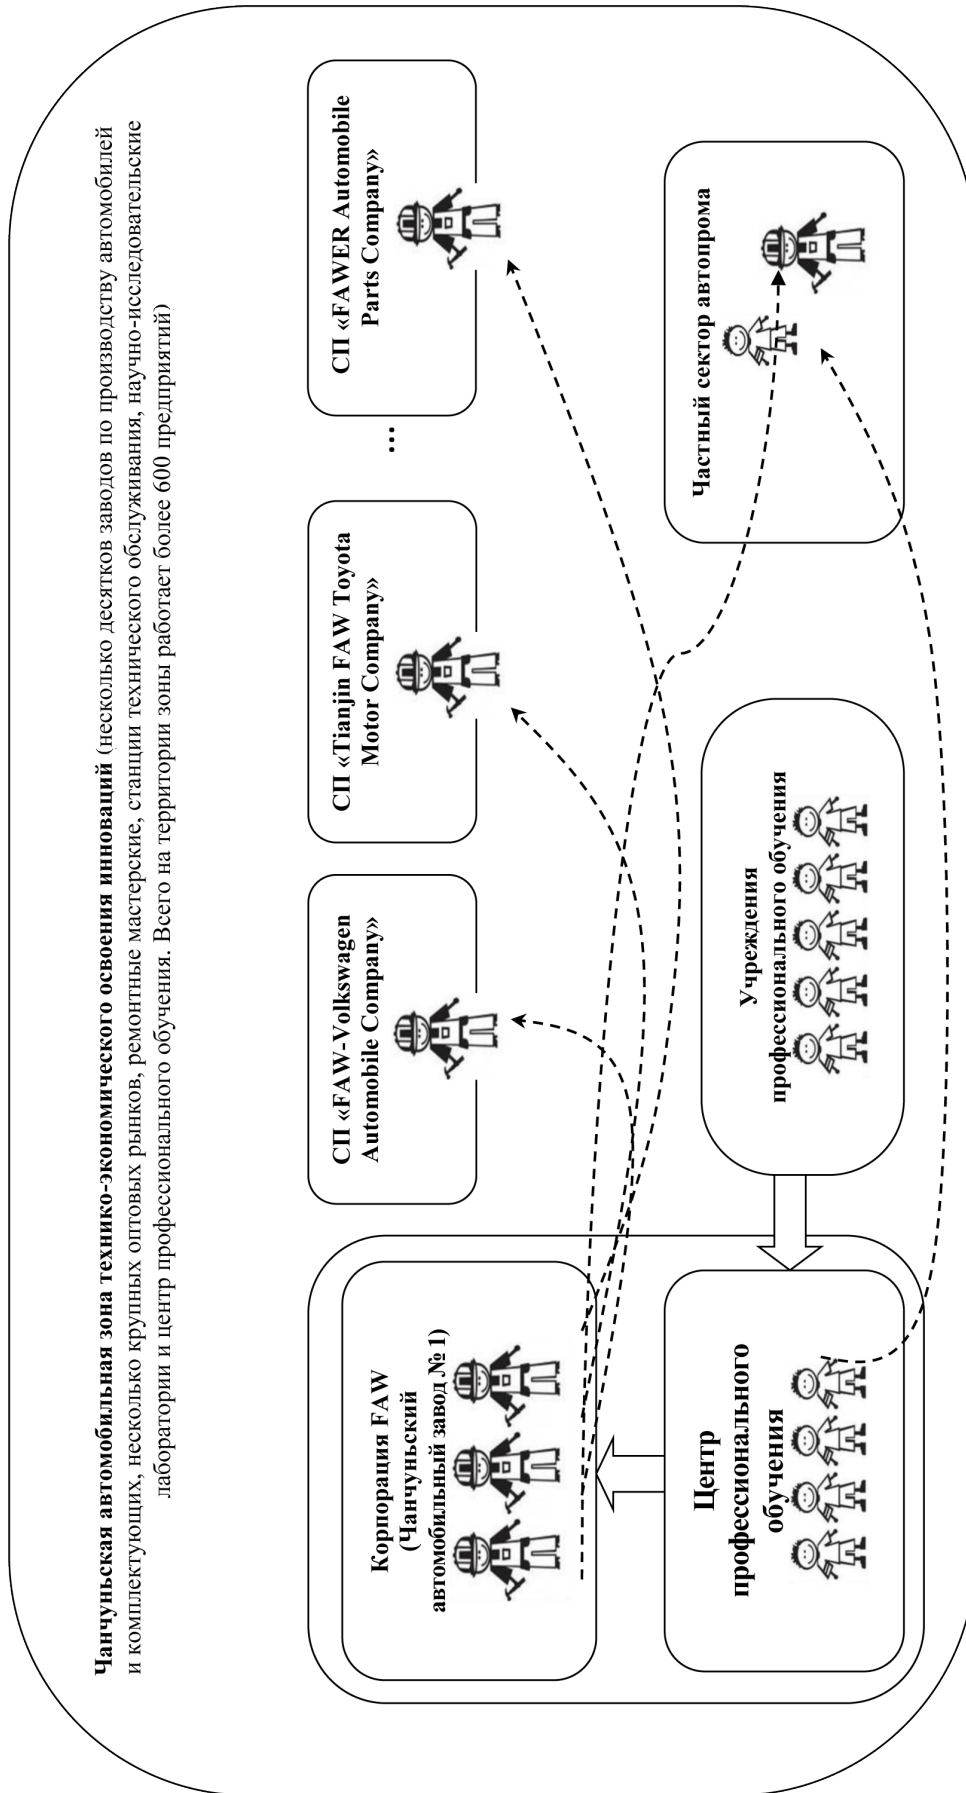 Чанчуньская автомобильная зона технико-экономического освоения инноваций (несколько десятков заводов по производству автомобилей
и комплектующих, несколько крупных оптовых рынков, ремонтные мастерские, станции технического обслуживания, научно-исследовательские
лаборатории и центр профессионального обучения. Всего на территории зоны работает более 600 предприятий)
Корпорация FAW
(Чанчуньский
автомобильный завод № 1)
СП «FAW-Volkswagen
Automobile Company»
СП «Tianjin FAW Toyota
Motor Company»
...
СП «FAWER Automobile
Parts Company»
Центр
профессионального
обучения
Учреждения
профессионального обучения
Частный сектор автопрома